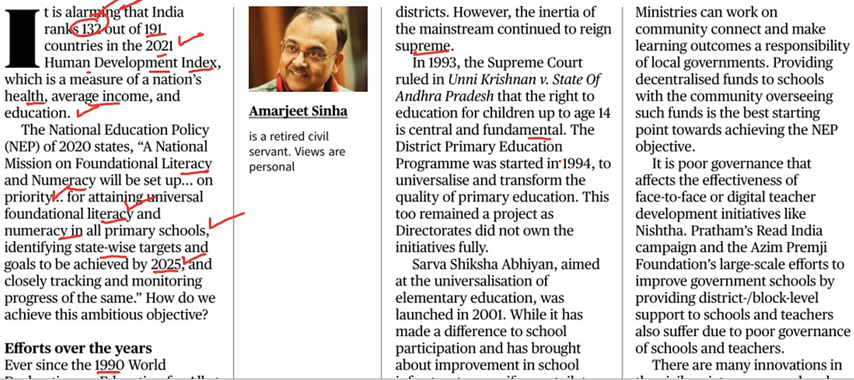 It is alarming that India
ranks 132 out of 191
countries in the 2021
Human Development Index,
which is a measure of a nation's
health, average income, and
education.
The National Education Policy
(NEP) of 2020 states, “A National
Mission on Foundational Literacy
and Numeracy will be set up... on
priority... for attaining universal
foundational literacy and
numeracy in all primary schools,
identifying state-wise targets and
goals to be achieved by 2025, and
closely tracking and monitoring
progress of the same.” How do we
achieve this ambitious objective?
Efforts over the years
Ever since the 1990 World
Amarjeet Sinha
is a retired civil
servant. Views are
personal
districts. However, the inertia of
the mainstream continued to reign
supreme.
In 1993, the Supreme Court
ruled in Unni Krishnan v. State Of
Andhra Pradesh that the right to
education for children up to age 14
is central and fundamental. The
District Primary Education
Programme was started in 1994, to
universalise and transform the
quality of primary education. This
too remained a project as
Directorates did not own the
initiatives fully.
Sarva Shiksha Abhiyan, aimed
at the universalisation of
elementary education, was
launched in 2001. While it has
made a difference to school
participation and has brought
about improvement in school
Ministries can work on
community connect and make
learning outcomes a responsibility
of local governments. Providing
decentralised funds to schools
with the community overseeing
such funds is the best starting
point towards achieving the NEP
objective.
It is poor governance that
affects the effectiveness of
face-to-face or digital teacher
development initiatives like
Nishtha. Pratham's Read India
campaign and the Azim Premji
Foundation's large-scale efforts to
improve government schools by
providing district-/block-level
support to schools and teachers
also suffer due to poor governance
of schools and teachers.
There are many innovations in